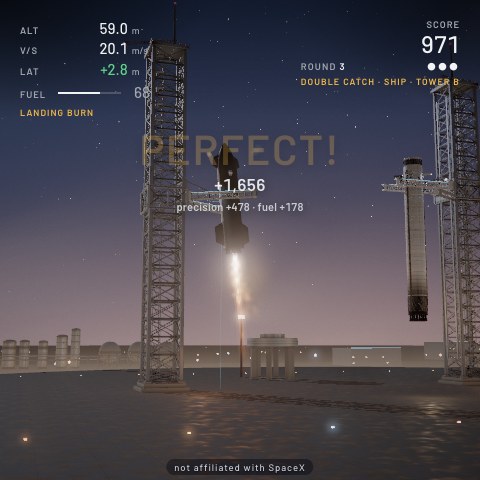 ALT 59.0 m
V/S 20.1 m/s
LAT +2.8 m
FUEL 68
LANDING BURN
SCORE
971
ROUND 3
DOUBLE CATCH · SHIP · TOWER B
PERFECT!
+1,656
precision +478 · fuel +178
not affiliated with SpaceX